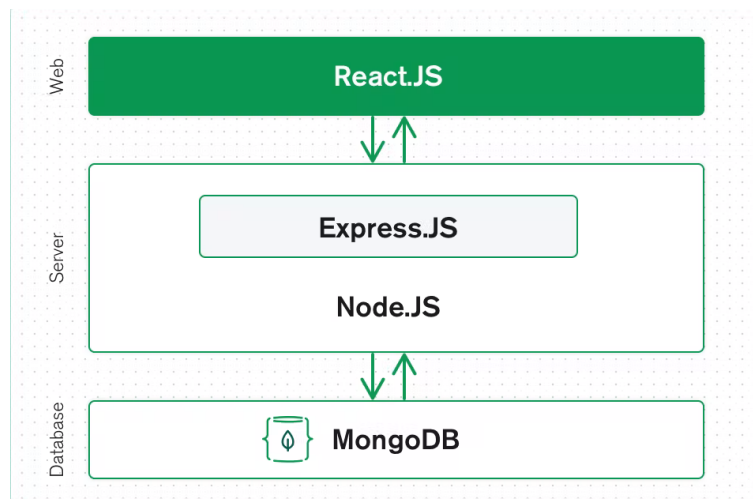 Web
React.JS
Server
Express.JS
Node.JS
Database
MongoDB